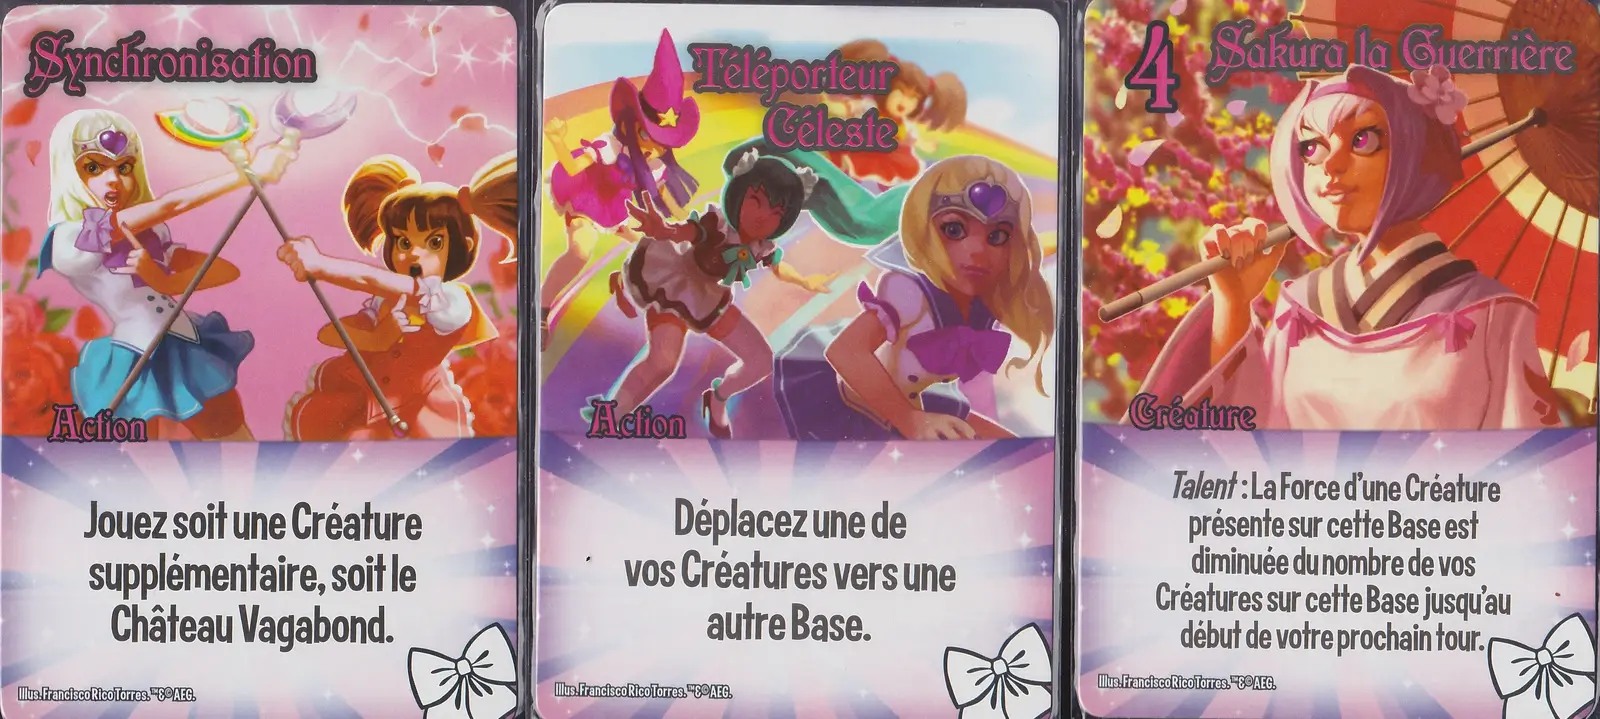 Synchronisation
Action
Jouez soit une Créature
supplémentaire, soit le
Château Vagabond.
Illus. Francisco Rico Torres. ™&© AEG.
Téléporteur
Céleste
Action
Déplacez une de
vos Créatures vers une
autre Base.
Illus. Francisco Rico Torres. ™&© AEG.
4
Sakura la Guerrière
Créature
Talent : La Force d'une Créature
présente sur cette Base est
diminuée du nombre de vos
Créatures sur cette Base jusqu'au
début de votre prochain tour.
Illus. Francisco Rico Torres. ™&© AEG.